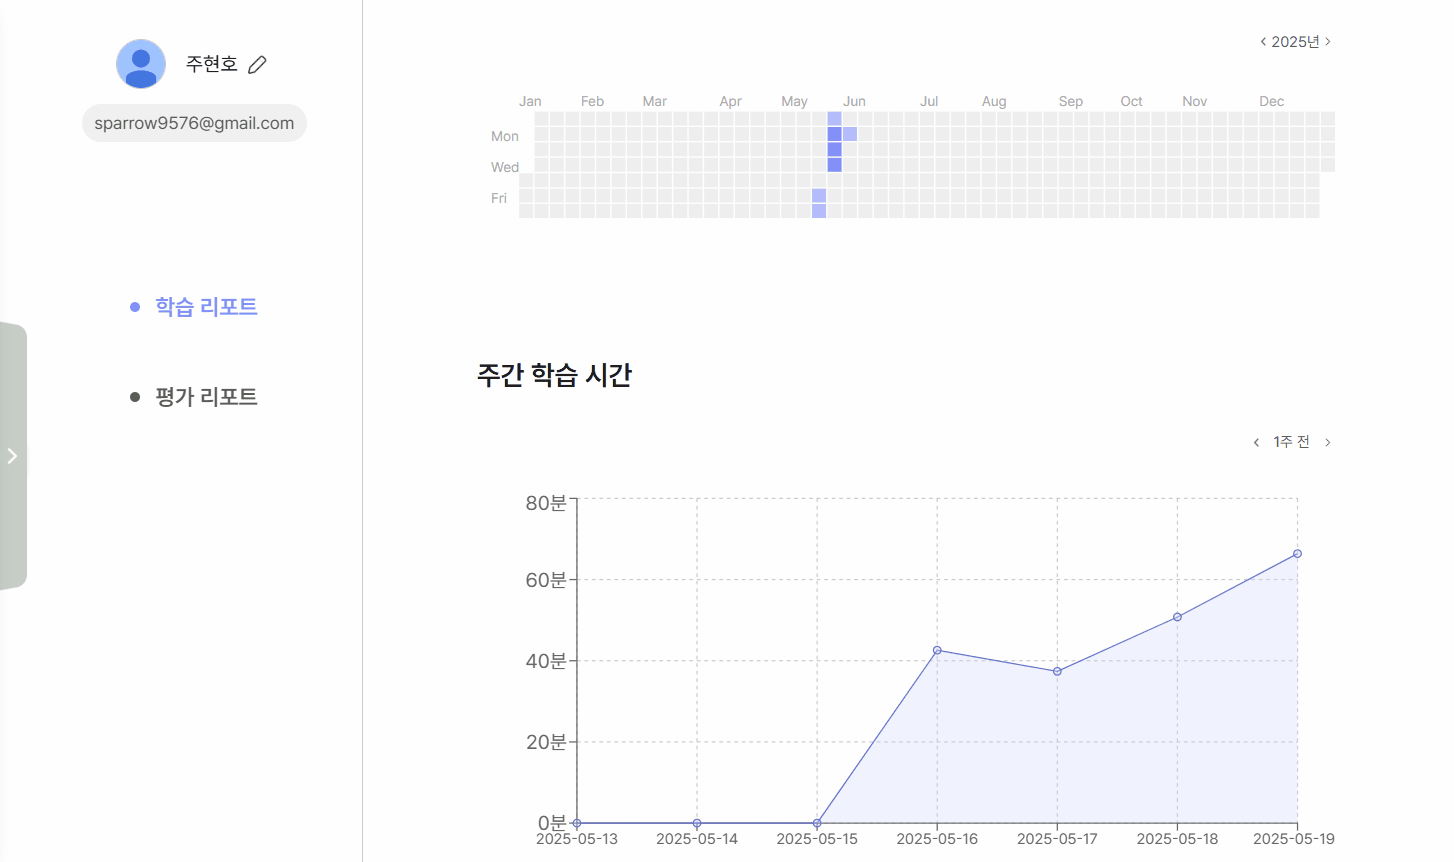 주현호
sparrow9576@gmail.com
학습 리포트
평가 리포트
2025년
Jan Feb Mar Apr May Jun Jul Aug Sep Oct Nov Dec
Mon
Wed
Fri
주간 학습 시간
1주 전
80분
60분
40분
20분
0분
2025-05-13 2025-05-14 2025-05-15 2025-05-16 2025-05-17 2025-05-18 2025-05-19